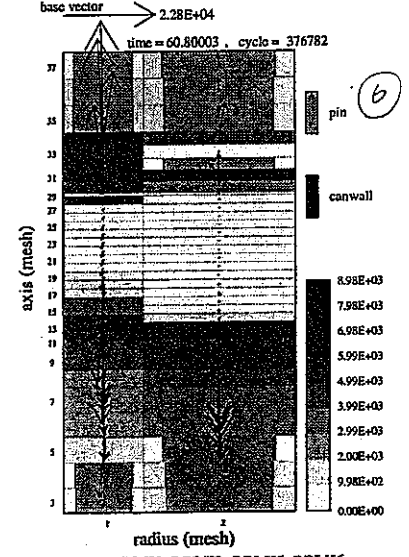 base vector
2.28E+04
time = 60.80003 , cycle = 376782
6
pin
canwall
axis (mesh)
37
35
33
31
29
27
25
23
21
19
17
15
13
11
9
7
5
3
8.98E+03
7.98E+03
6.98E+03
5.99E+03
4.99E+03
3.99E+03
2.99E+03
2.00E+03
9.98E+02
0.00E+00
1
2
radius (mesh)